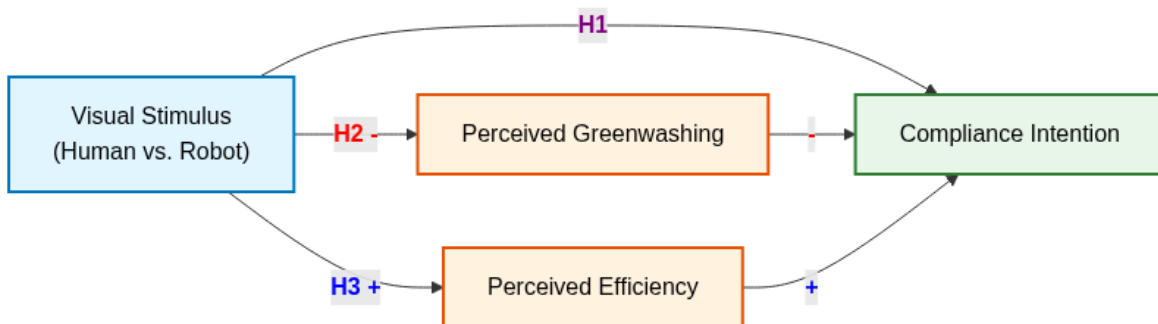 H1
Visual Stimulus
(Human vs. Robot)
H2 -
Perceived Greenwashing
-
Compliance Intention
H3 +
Perceived Efficiency
+